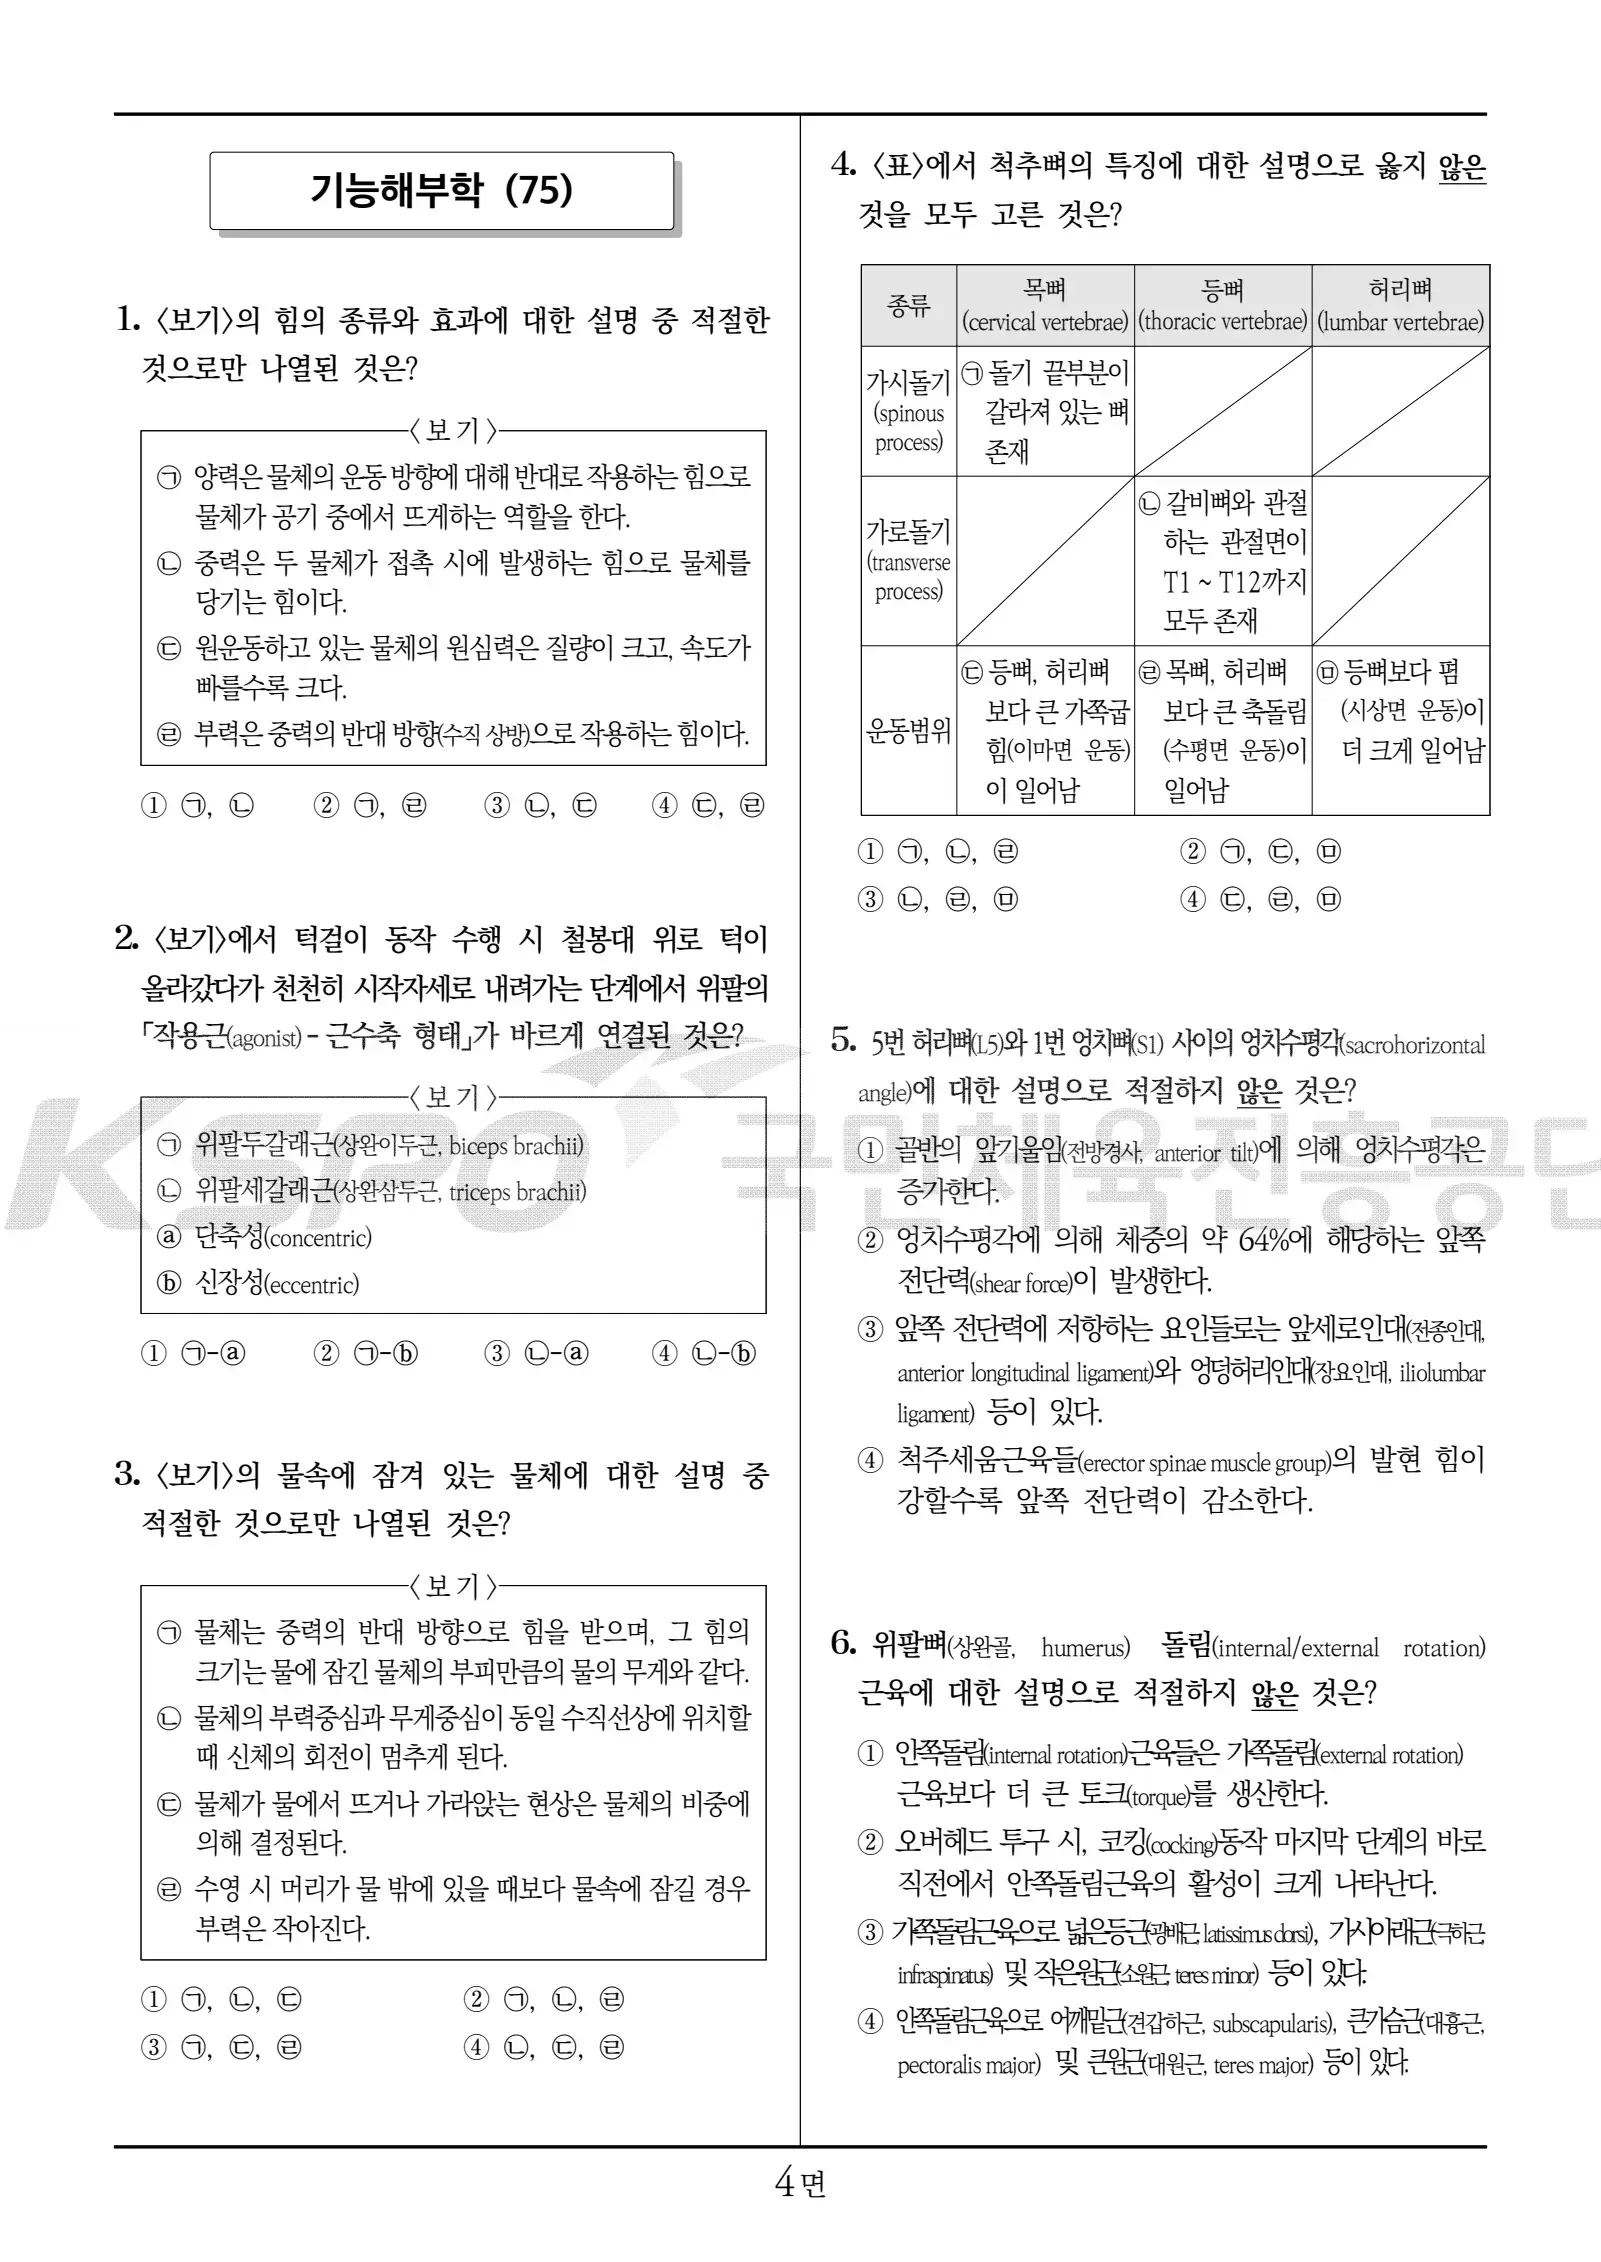 기능해부학 (75)
1. 〈보기〉의 힘의 종류와 효과에 대한 설명 중 적절한
것으로만 나열된 것은?
〈보기〉
㉠ 양력은 물체의 운동 방향에 대해 반대로 작용하는 힘으로
물체가 공기 중에서 뜨게하는 역할을 한다.
㉡ 중력은 두 물체가 접촉 시에 발생하는 힘으로 물체를
당기는 힘이다.
㉢ 원운동하고 있는 물체의 원심력은 질량이 크고, 속도가
빠를수록 크다.
㉣ 부력은 중력의 반대 방향(수직 상방)으로 작용하는 힘이다.
① ㉠, ㉡ ② ㉠, ㉣ ③ ㉡, ㉢ ④ ㉢, ㉣
2. 〈보기〉에서 턱걸이 동작 수행 시 철봉대 위로 턱이
올라갔다가 천천히 시작자세로 내려가는 단계에서 위팔의
「작용근(agonist) - 근수축 형태」가 바르게 연결된 것은?
〈보기〉
㉠ 위팔두갈래근(상완이두근, biceps brachii)
㉡ 위팔세갈래근(상완삼두근, triceps brachii)
ⓐ 단축성(concentric)
ⓑ 신장성(eccentric)
① ㉠-ⓐ ② ㉠-ⓑ ③ ㉡-ⓐ ④ ㉡-ⓑ
3. 〈보기〉의 물속에 잠겨 있는 물체에 대한 설명 중
적절한 것으로만 나열된 것은?
〈보기〉
㉠ 물체는 중력의 반대 방향으로 힘을 받으며, 그 힘의
크기는 물에 잠긴 물체의 부피만큼의 물의 무게와 같다.
㉡ 물체의 부력중심과 무게중심이 동일 수직선상에 위치할
때 신체의 회전이 멈추게 된다.
㉢ 물체가 물에서 뜨거나 가라앉는 현상은 물체의 비중에
의해 결정된다.
㉣ 수영 시 머리가 물 밖에 있을 때보다 물속에 잠길 경우
부력은 작아진다.
① ㉠, ㉡, ㉢ ② ㉠, ㉡, ㉣
③ ㉠, ㉢, ㉣ ④ ㉡, ㉢, ㉣
4. 〈표〉에서 척추뼈의 특징에 대한 설명으로 옳지 않은
것을 모두 고른 것은?
종류
목뼈
(cervical vertebrae)
등뼈
(thoracic vertebrae)
허리뼈
(lumbar vertebrae)
가시돌기
(spinous
process)
㉠ 돌기 끝부분이
갈라져 있는 뼈
존재
가로돌기
(transverse
process)
㉡ 갈비뼈와 관절
하는 관절면이
T1 ~ T12까지
모두 존재
운동범위
㉢ 등뼈, 허리뼈
보다 큰 가쪽굽
힘(이마면 운동)
이 일어남
㉣ 목뼈, 허리뼈
보다 큰 축돌림
(수평면 운동)이
일어남
㉤ 등뼈보다 폄
(시상면 운동)이
더 크게 일어남
① ㉠, ㉡, ㉣ ② ㉠, ㉢, ㉤
③ ㉡, ㉣, ㉤ ④ ㉢, ㉣, ㉤
5. 5번 허리뼈(L5)와 1번 엉치뼈(S1) 사이의 엉치수평각(sacrohorizontal
angle)에 대한 설명으로 적절하지 않은 것은?
① 골반의 앞기울임(전방경사, anterior tilt)에 의해 엉치수평각은
증가한다.
② 엉치수평각에 의해 체중의 약 64%에 해당하는 앞쪽
전단력(shear force)이 발생한다.
③ 앞쪽 전단력에 저항하는 요인들로는 앞세로인대(전종인대,
anterior longitudinal ligament)와 엉덩허리인대(장요인대, iliolumbar
ligament) 등이 있다.
④ 척주세움근육들(erector spinae muscle group)의 발현 힘이
강할수록 앞쪽 전단력이 감소한다.
6. 위팔뼈(상완골, humerus) 돌림(internal/external rotation)
근육에 대한 설명으로 적절하지 않은 것은?
① 안쪽돌림(internal rotation)근육들은 가쪽돌림(external rotation)
근육보다 더 큰 토크(torque)를 생산한다.
② 오버헤드 투구 시, 코킹(cocking)동작 마지막 단계의 바로
직전에서 안쪽돌림근육의 활성이 크게 나타난다.
③ 가쪽돌림근육으로 넓은등근(광배근, latissimus dorsi), 가시아래근(극하근,
infraspinatus) 및 작은원근(소원근, teres minor) 등이 있다.
④ 안쪽돌림근육으로 어깨밑근(견갑하근, subscapularis), 큰가슴근(대흉근,
pectoralis major) 및 큰원근(대원근, teres major) 등이 있다.
KSPO 국민체육진흥공단
4면